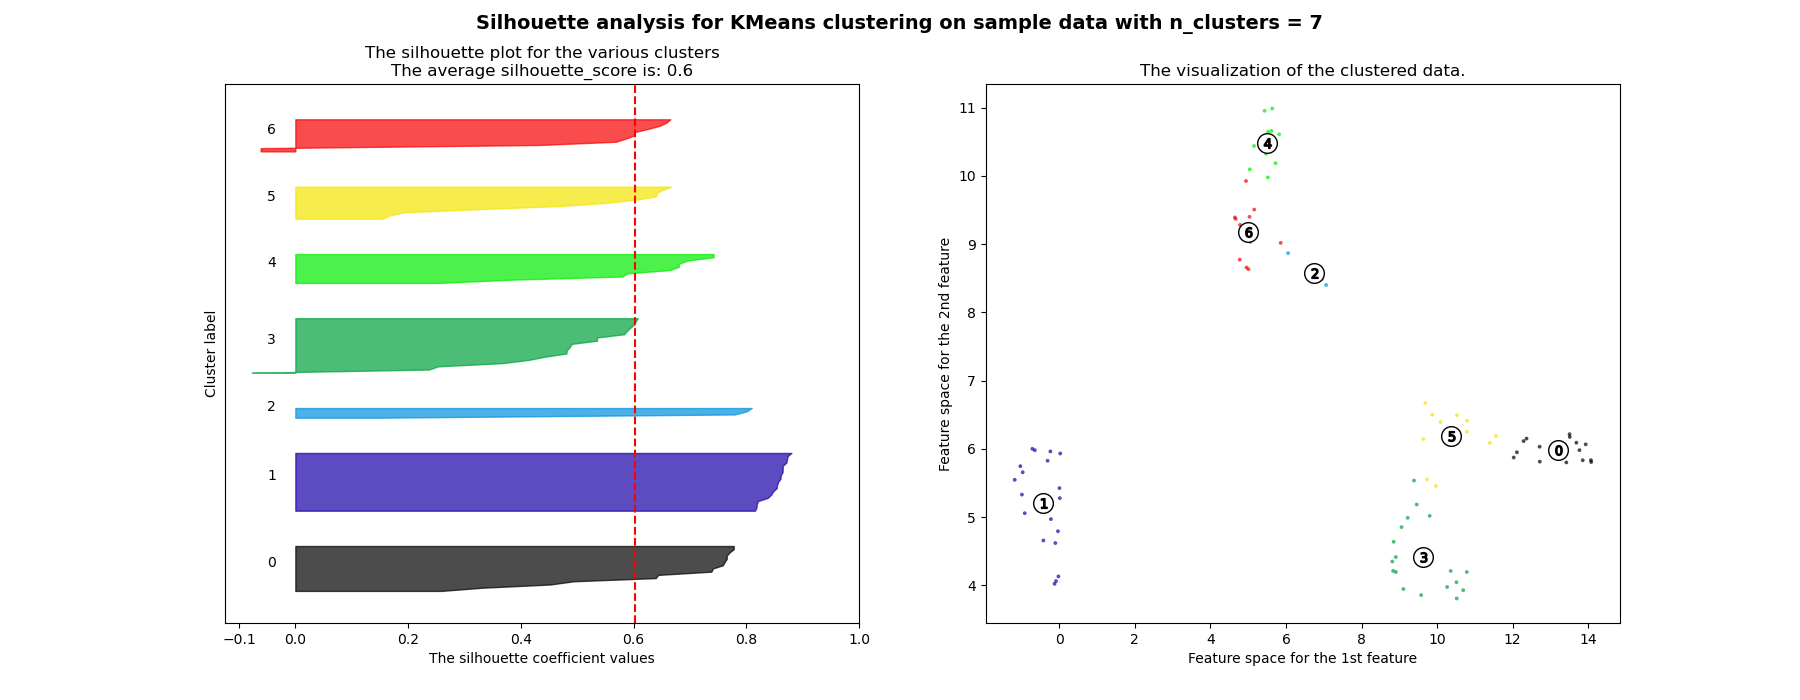 Silhouette analysis for KMeans clustering on sample data with n_clusters = 7
The silhouette plot for the various clusters
The average silhouette_score is: 0.6
6
5
4
3
2
1
0
Cluster label
−0.1 0.0 0.2 0.4 0.6 0.8 1.0
The silhouette coefficient values
The visualization of the clustered data.
11
10
9
8
7
6
5
4
Feature space for the 2nd feature
4
6
2
5
0
1
3
0 2 4 6 8 10 12 14
Feature space for the 1st feature